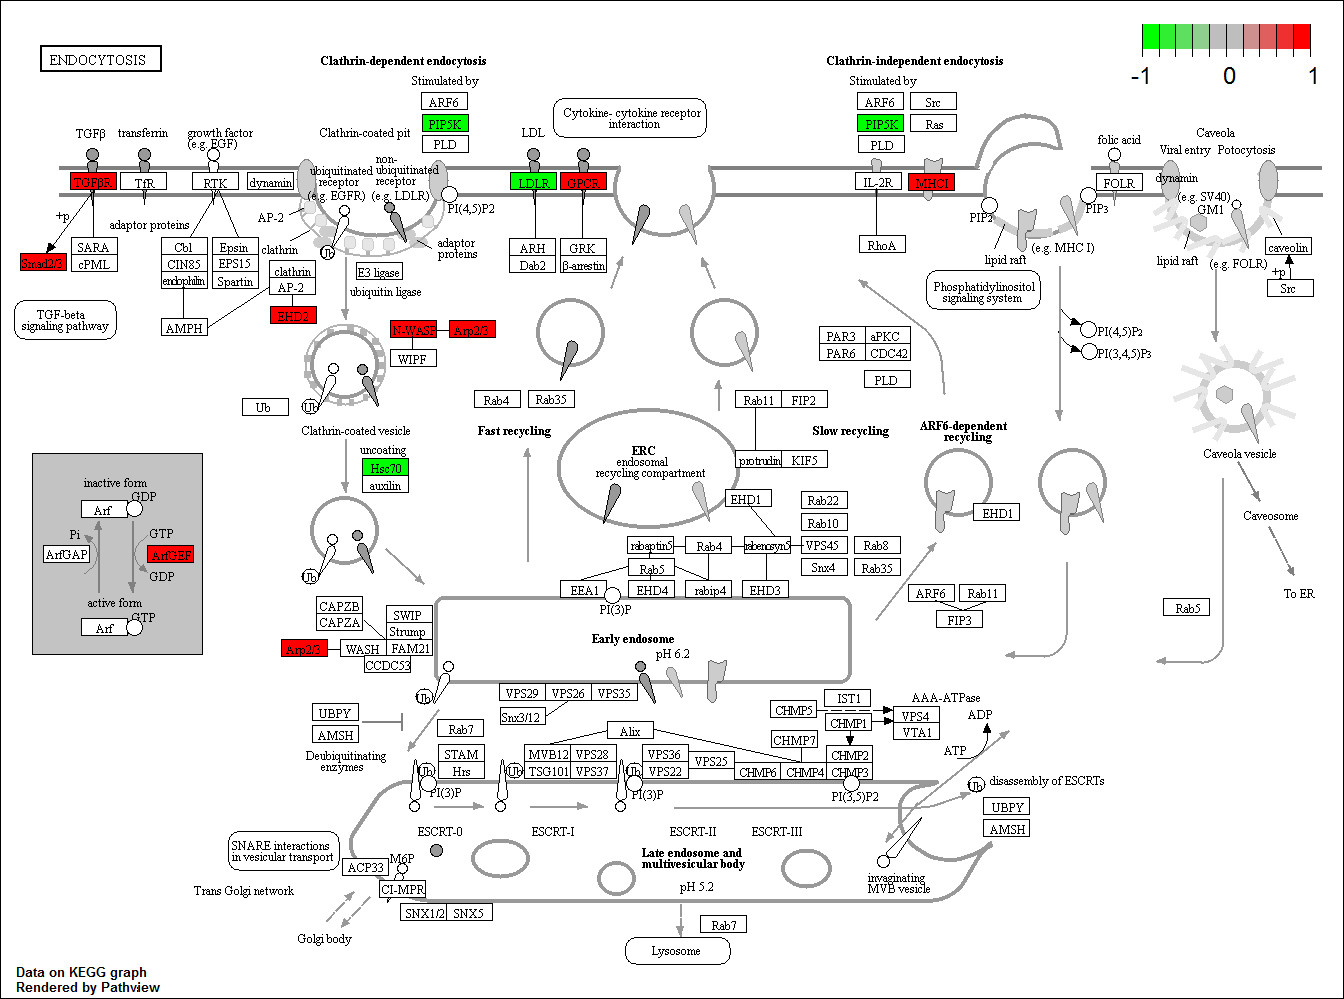 ENDOCYTOSIS
-1
0
1
Clathrin-dependent endocytosis
Stimulated by
ARF6
PIP5K
PLD
Clathrin-independent endocytosis
Stimulated by
ARF6
Src
PIP5K
Ras
PLD
Cytokine- cytokine receptor
interaction
TGFβ
transferrin
growth factor
(e.g. EGF)
Clathrin-coated pit
LDL
folic acid
Caveola
Viral entry
Potocytosis
TGFβR
TfR
RTK
dynamin
ubiquitinated
receptor
(e.g. EGFR)
non-
ubiquitinated
receptor
(e.g. LDLR)
PI(4,5)P2
LDLR
GPCR
IL-2R
MHCI
PIP2
PIP3
FOLR
dynamin
(e.g. SV40)
GM1
+p
adaptor proteins
AP-2
clathrin
Ub
adaptor
proteins
Smad2/3
SARA
cPML
Cbl
CIN85
endophilin
Epsin
EPS15
Spartin
AMPH
clathrin
AP-2
EHD2
E3 ligase
ubiquitin ligase
ARH
Dab2
GRK
β-arrestin
RhoA
lipid raft
(e.g. MHC I)
lipid raft
(e.g. FOLR)
caveolin
+p
Src
TGF-beta
signaling pathway
Phosphatidylinositol
signaling system
N-WASP
Arp2/3
WIPF
PAR3
aPKC
PAR6
CDC42
PLD
PI(4,5)P2
PI(3,4,5)P3
Ub
Ub
Clathrin-coated vesicle
Rab4
Rab35
Fast recycling
Rab11
FIP2
Slow recycling
ARF6-dependent
recycling
uncoating
Hsc70
auxilin
ERC
endosomal
recycling compartment
protrudin
KIF5
Caveola vesicle
Caveosome
To ER
inactive form
GDP
Arf
Pi
GTP
ArfGAP
ArfGEF
GDP
active form
GTP
Arf
Ub
EHD1
Rab22
Rab10
rabaptin5
Rab4
rabenosyn5
VPS45
Rab8
Rab5
Snx4
Rab35
EEA1
EHD4
rabip4
EHD3
PI(3)P
EHD1
ARF6
Rab11
FIP3
Rab5
CAPZB
CAPZA
SWIP
Strump
Arp2/3
WASH
FAM21
CCDC53
Early endosome
pH 6.2
Ub
UBPY
AMSH
Deubiquitinating
enzymes
VPS29
VPS26
VPS35
Snx3/12
Rab7
STAM
Hrs
Alix
MVB12
VPS28
TSG101
VPS37
VPS36
VPS22
VPS25
CHMP7
CHMP6
CHMP4
CHMP3
CHMP2
CHMP5
CHMP1
IST1
AAA-ATPase
VPS4
VTA1
ADP
ATP
Ub
PI(3)P
Ub
Ub
PI(3)P
PI(3,5)P2
Ub
disassembly of ESCRTs
UBPY
AMSH
ESCRT-0
ESCRT-I
ESCRT-II
ESCRT-III
SNARE interactions
in vesicular transport
ACP33
M6P
CI-MPR
SNX1/2
SNX5
Trans Golgi network
Golgi body
Late endosome and
multivesicular body
pH 5.2
invaginating
MVB vesicle
Rab7
Lysosome
Data on KEGG graph
Rendered by Pathview